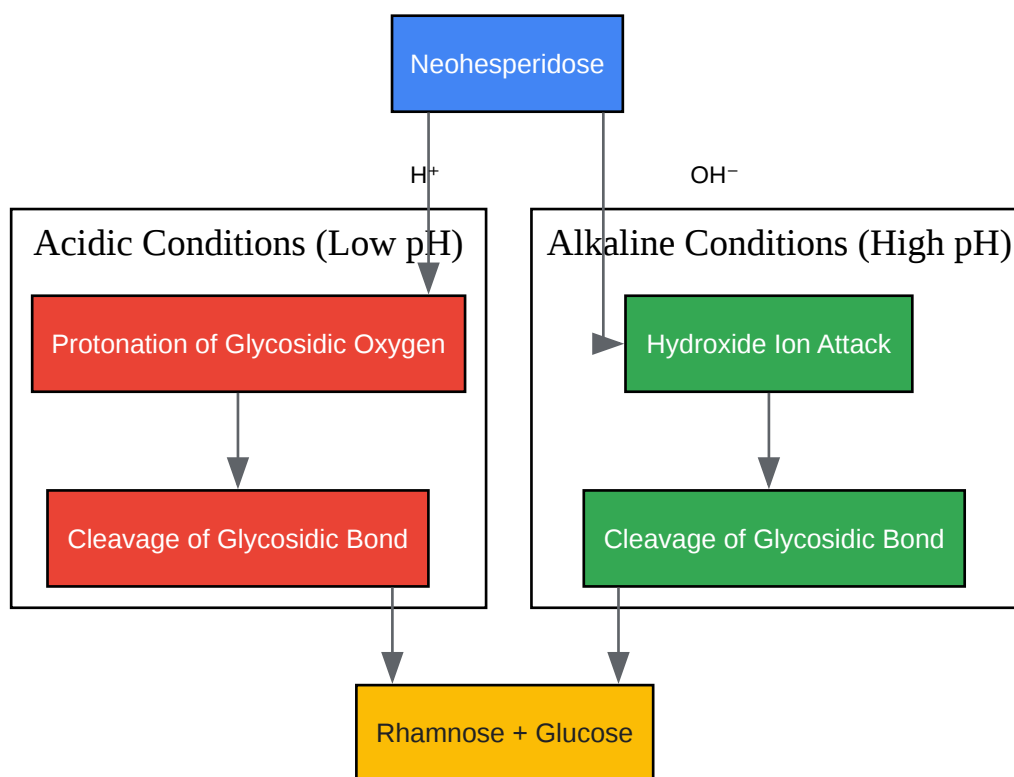 Neohesperidose
H⁺
OH⁻
Acidic Conditions (Low pH)
Alkaline Conditions (High pH)
Protonation of Glycosidic Oxygen
Hydroxide Ion Attack
Cleavage of Glycosidic Bond
Cleavage of Glycosidic Bond
Rhamnose + Glucose